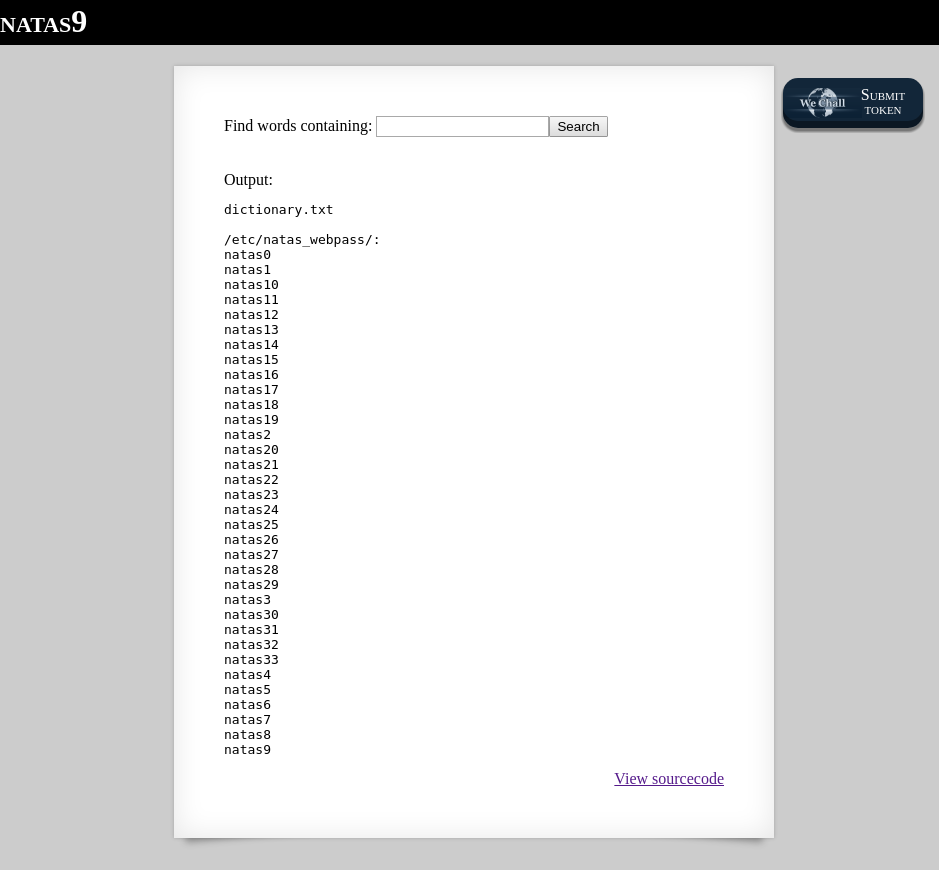 NATAS9
We Chall
SUBMIT
TOKEN
Find words containing: Search
Output:
dictionary.txt
/etc/natas_webpass/:
natas0
natas1
natas10
natas11
natas12
natas13
natas14
natas15
natas16
natas17
natas18
natas19
natas2
natas20
natas21
natas22
natas23
natas24
natas25
natas26
natas27
natas28
natas29
natas3
natas30
natas31
natas32
natas33
natas4
natas5
natas6
natas7
natas8
natas9
View sourcecode